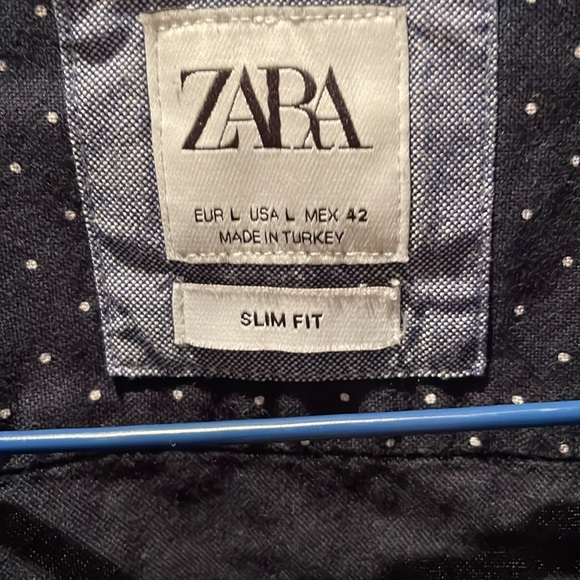 ZARA
EUR L USA L MEX 42
MADE IN TURKEY
SLIM FIT